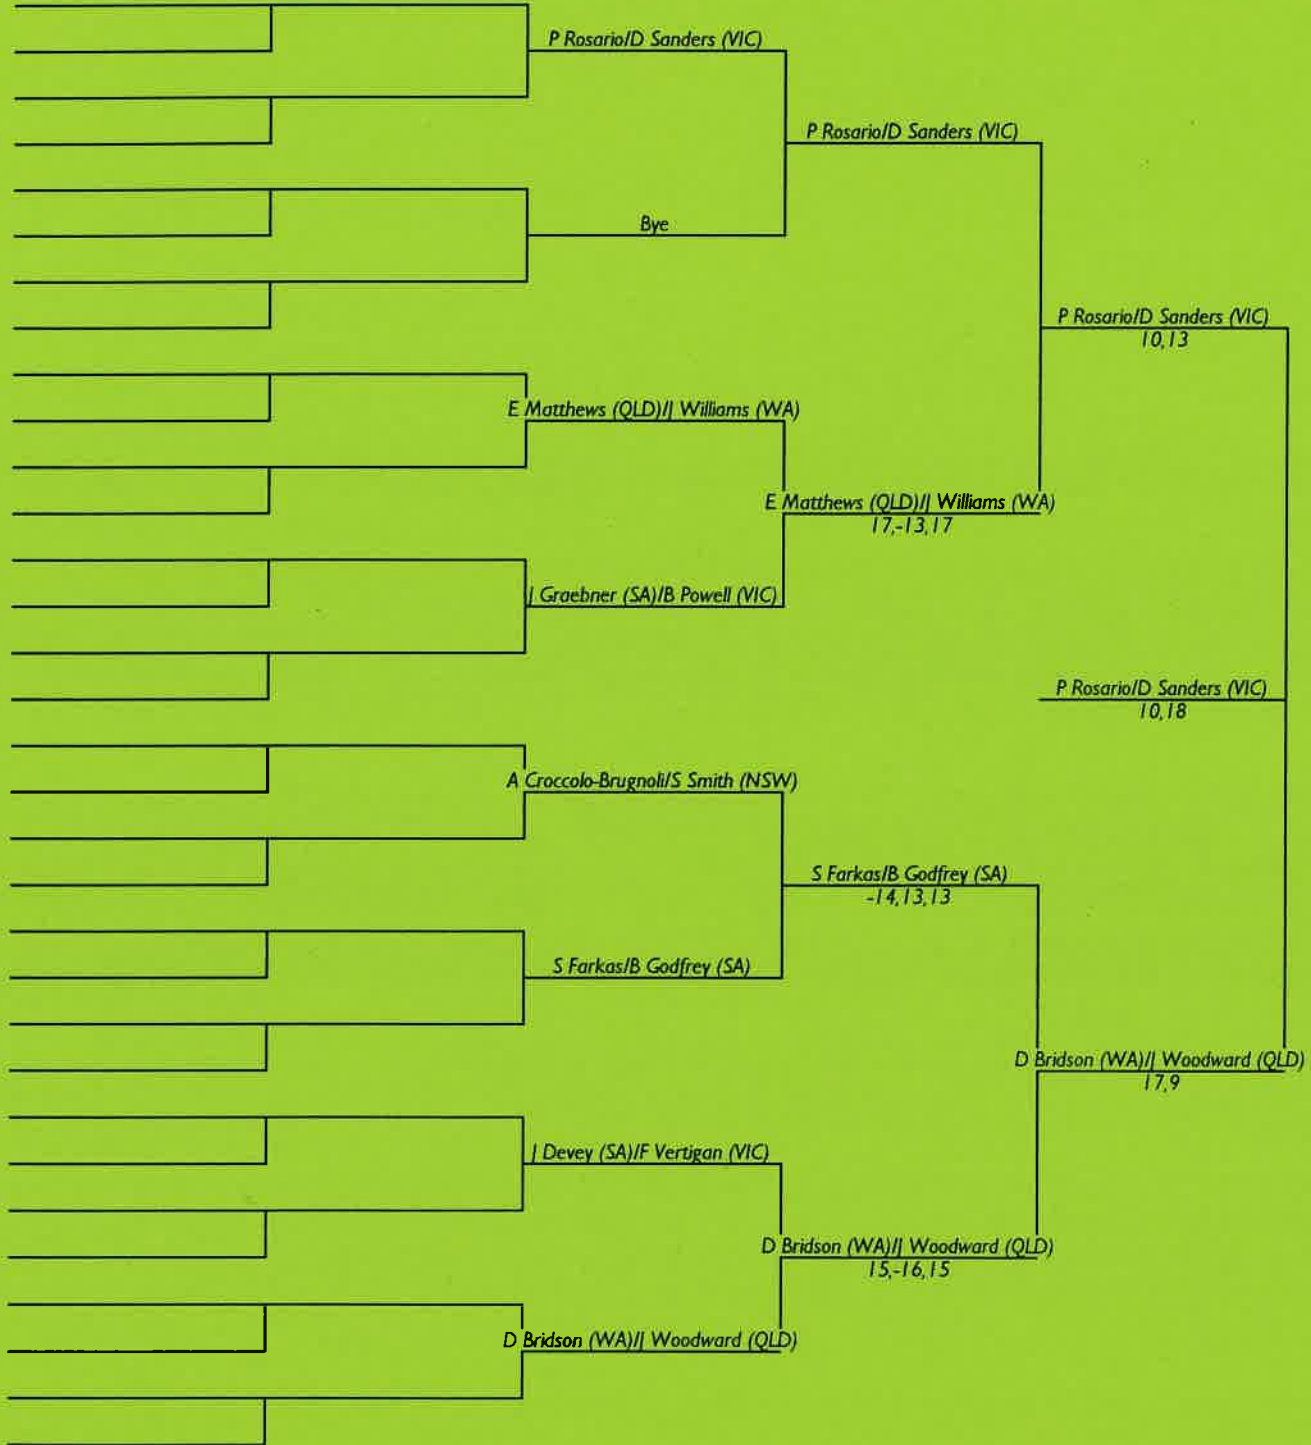 P Rosario/D Sanders (VIC)
P Rosario/D Sanders (VIC)
Bye
P Rosario/D Sanders (VIC)
10,13
E Matthews (QLD)/J Williams (WA)
E Matthews (QLD)/J Williams (WA)
17,-13,17
J Graebner (SA)/B Powell (VIC)
P Rosario/D Sanders (VIC)
10,18
A Croccolo-Brugnoli/S Smith (NSW)
S Farkas/B Godfrey (SA)
-14,13,13
S Farkas/B Godfrey (SA)
D Bridson (WA)/J Woodward (QLD)
17,9
J Devey (SA)/F Vertigan (VIC)
D Bridson (WA)/J Woodward (QLD)
15,-16,15
D Bridson (WA)/J Woodward (QLD)